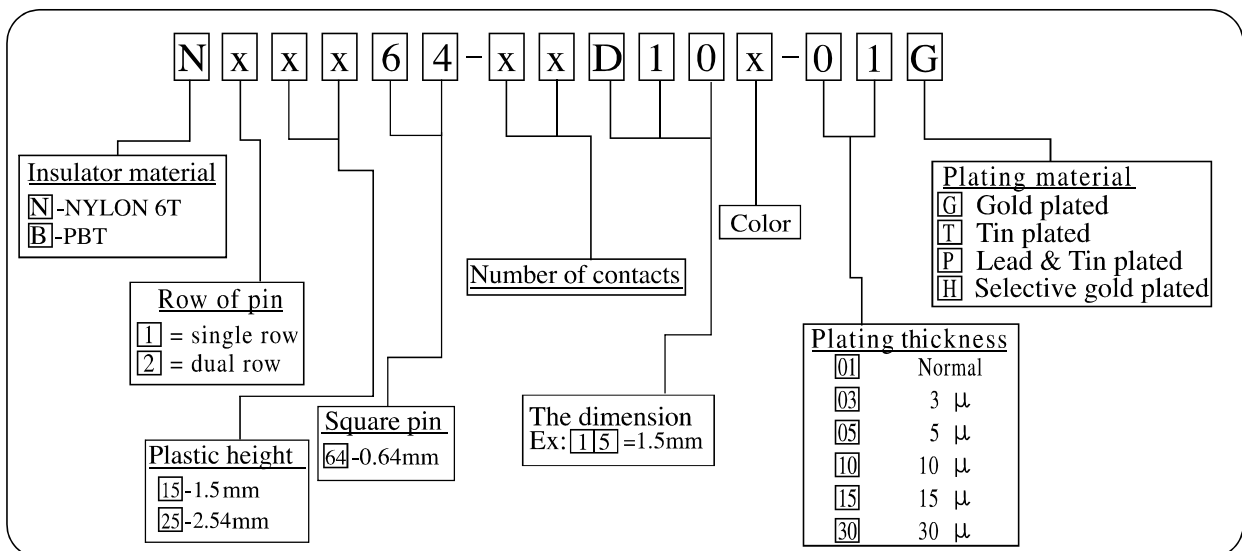 N x x x 6 4 - x x D 1 0 x - 0 1 G
Insulator material
N -NYLON 6T
B -PBT
Row of pin
1 = single row
2 = dual row
Plastic height
15 -1.5mm
25 -2.54mm
Square pin
64 -0.64mm
Number of contacts
The dimension
Ex: 1 5 =1.5mm
Color
Plating thickness
01 Normal
03 3 μ
05 5 μ
10 10 μ
15 15 μ
30 30 μ
Plating material
G Gold plated
T Tin plated
P Lead & Tin plated
H Selective gold plated